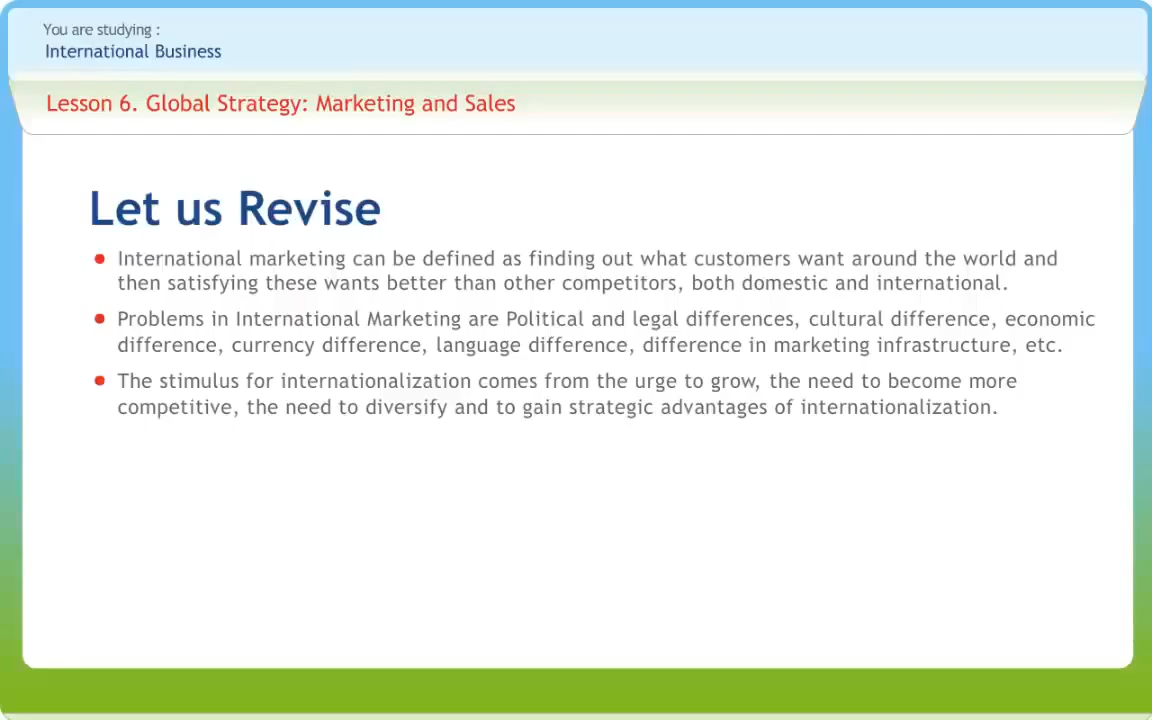 You are studying :
International Business
Lesson 6. Global Strategy: Marketing and Sales
Let us Revise
International marketing can be defined as finding out what customers want around the world and
then satisfying these wants better than other competitors, both domestic and international.
Problems in International Marketing are Political and legal differences, cultural difference, economic
difference, currency difference, language difference, difference in marketing infrastructure, etc.
The stimulus for internationalization comes from the urge to grow, the need to become more
competitive, the need to diversify and to gain strategic advantages of internationalization.